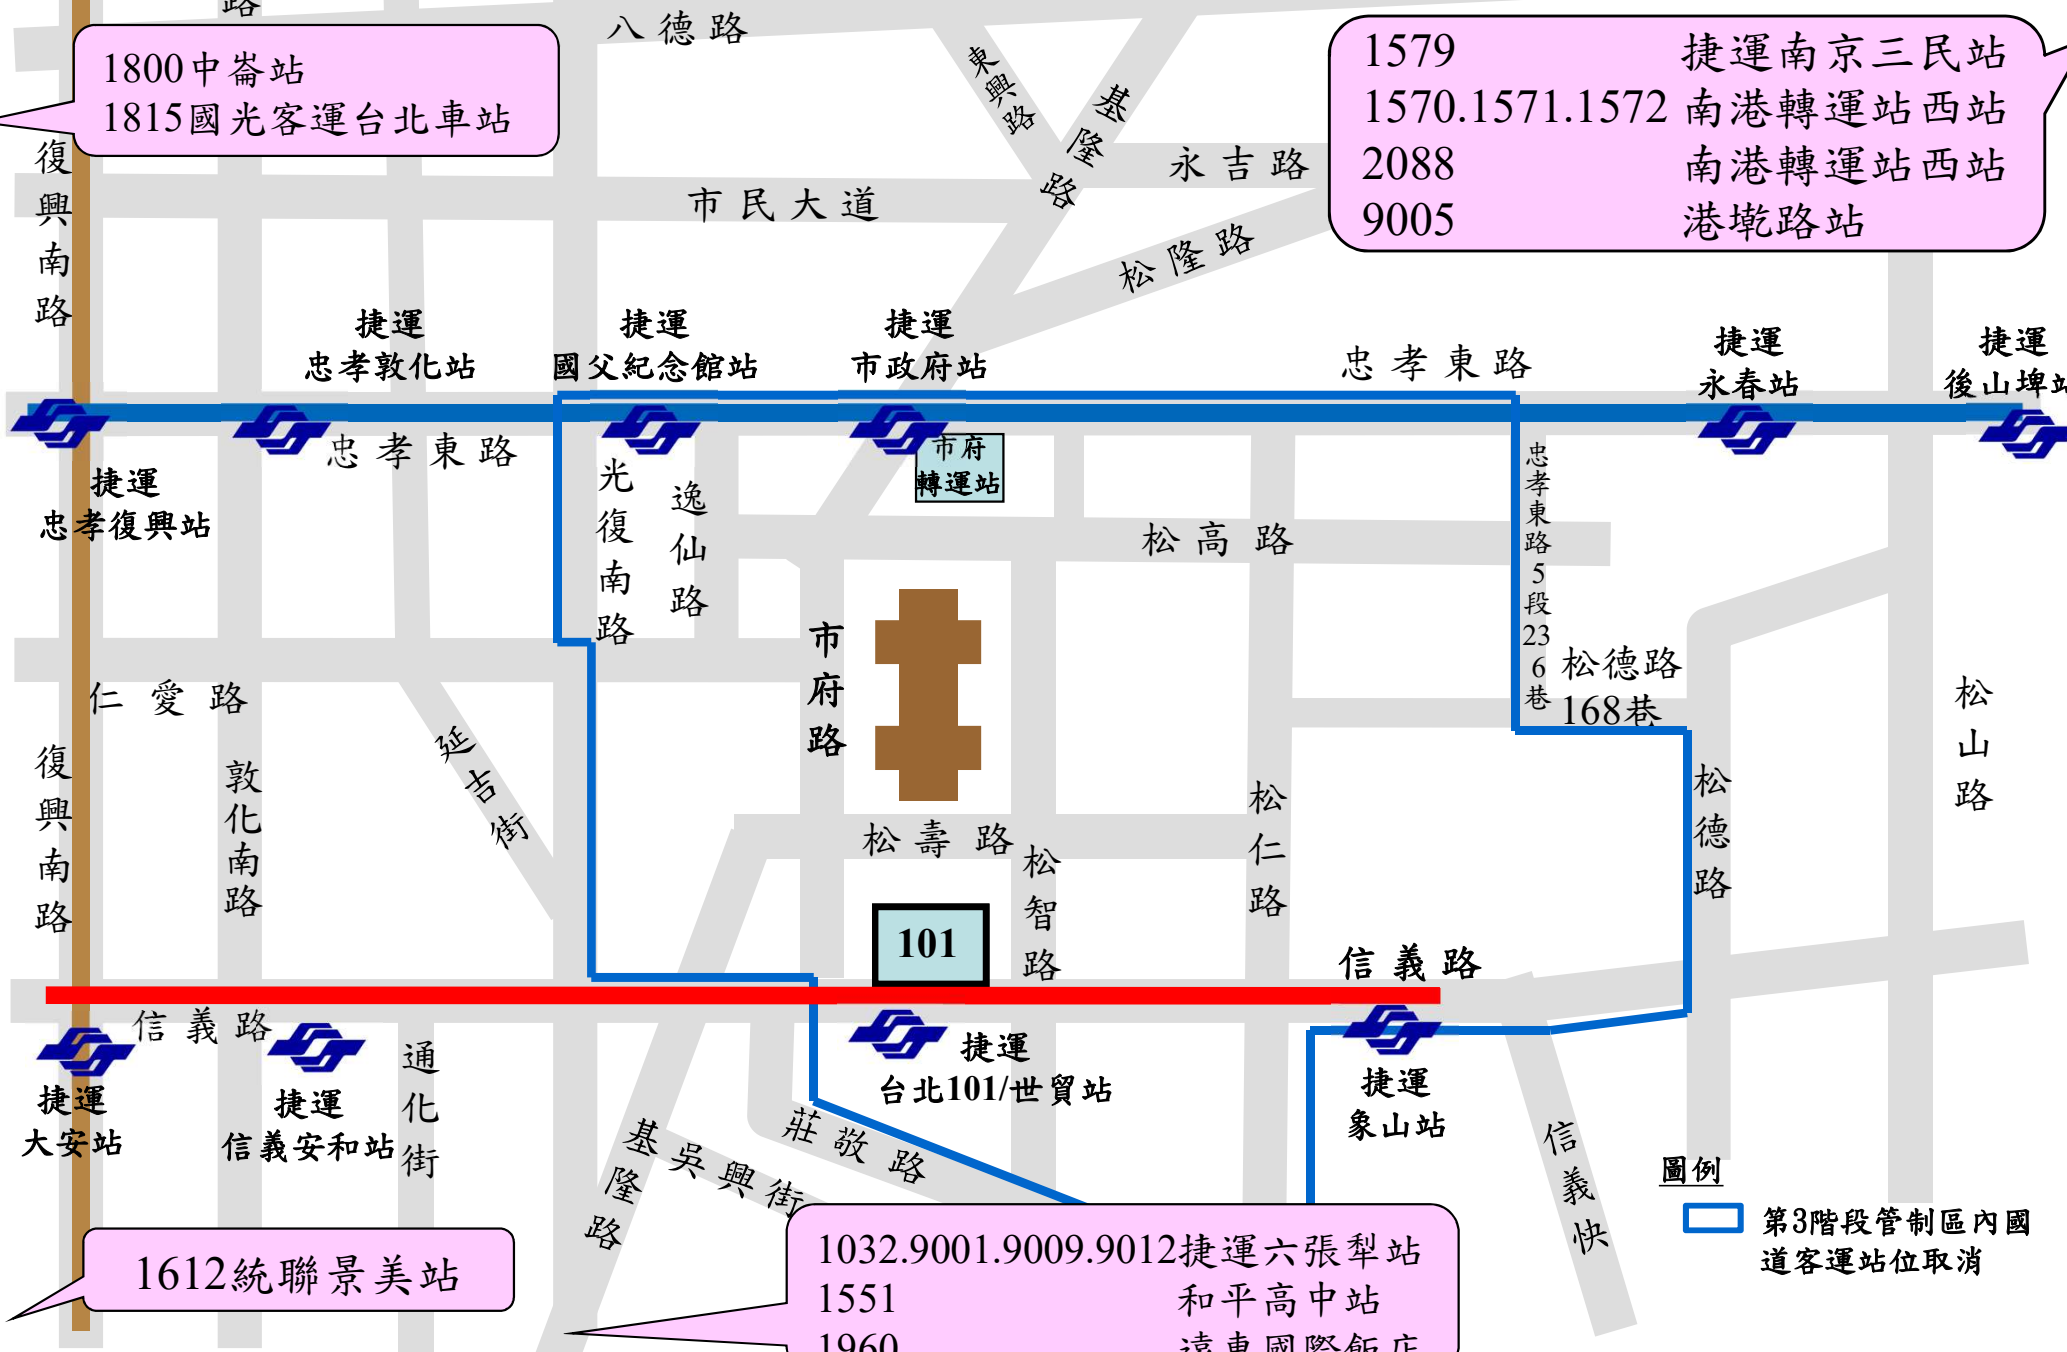 路
八德路
1800中崙站
1815國光客運台北車站
東興路
基隆路
1579 捷運南京三民站
1570.1571.1572 南港轉運站西站
2088 南港轉運站西站
9005 港墘路站
復興南路
永吉路
市民大道
松隆路
捷運
忠孝敦化站
捷運
國父紀念館站
捷運
市政府站
忠孝東路
捷運
永春站
捷運
後山埤站
忠孝東路
市府
轉運站
捷運
忠孝復興站
光復南路
逸仙路
松高路
忠孝東路5段236巷
市府路
松德路
168巷
仁愛路
延吉街
松山路
復興南路
敦化南路
松壽路
松智路
松仁路
松德路
101
信義路
信義路
捷運
大安站
捷運
信義安和站
通化街
捷運
台北101/世貿站
捷運
象山站
基隆路
吳興街
莊敬路
信義快
圖例
第3階段管制區內國
道客運站位取消
1612統聯景美站
1032.9001.9009.9012捷運六張犁站
1551 和平高中站
1960 遠東國際飯店